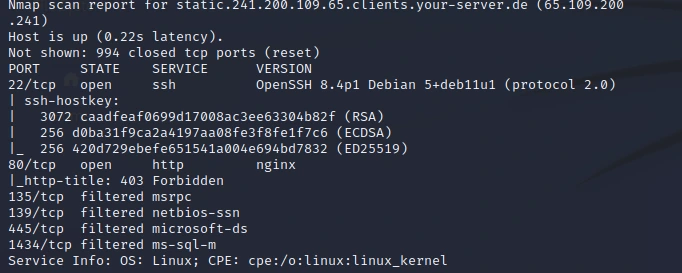 Nmap scan report for static.241.200.109.65.clients.your-server.de (65.109.200
.241)
Host is up (0.22s latency).
Not shown: 994 closed tcp ports (reset)
PORT     STATE    SERVICE      VERSION
22/tcp   open     ssh          OpenSSH 8.4p1 Debian 5+deb11u1 (protocol 2.0)
| ssh-hostkey:
|   3072 caadfeaf0699d17008ac3ee63304b82f (RSA)
|   256 d0ba31f9ca2a4197aa08fe3f8fe1f7c6 (ECDSA)
|_  256 420d729ebefe651541a004e694bd7832 (ED25519)
80/tcp   open     http         nginx
|_http-title: 403 Forbidden
135/tcp  filtered msrpc
139/tcp  filtered netbios-ssn
445/tcp  filtered microsoft-ds
1434/tcp filtered ms-sql-m
Service Info: OS: Linux; CPE: cpe:/o:linux:linux_kernel